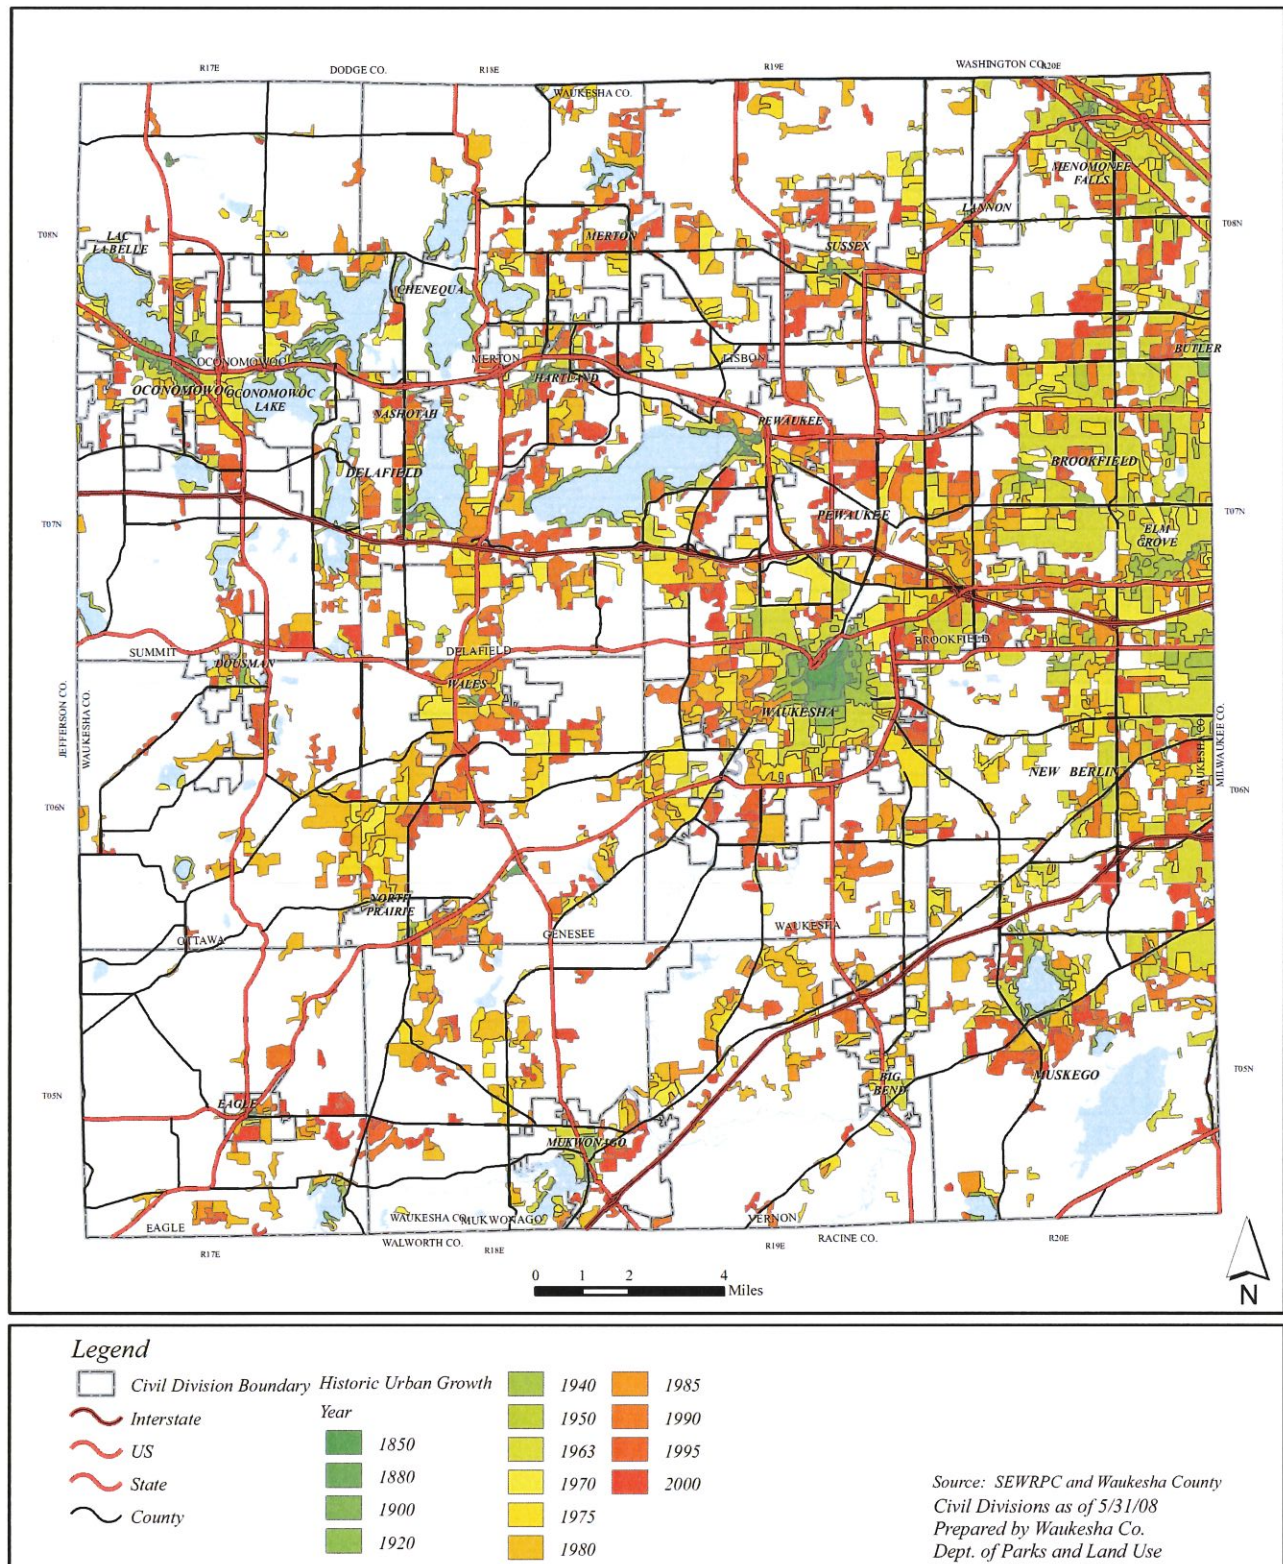 R17E
DODGE CO.
R18E
R19E
WASHINGTON CO.
R20E
WAUKESHA CO.
MENOMONEE
FALLS
LANNON
T08N
LAC
LABELLE
MERTON
SUSSEX
T08N
CHENEQUA
OCONOMOWOC
MERTON
LISBON
BUTLER
OCONOMOWOC
OCONOMOWOC
LAKE
HARTLAND
NASHOTAH
PEWAUKEE
DELAFIELD
BROOKFIELD
PEWAUKEE
T07N
T07N
ELM
GROVE
SUMMIT
DELAFIELD
BROOKFIELD
DOUSMAN
WALES
WAUKESHA
JEFFERSON CO.
WAUKESHA CO.
WAUKESHA CO.
MILWAUKEE CO.
NEW BERLIN
T06N
T06N
NORTH
PRAIRIE
OTTAWA
GENESEE
WAUKESHA
T05N
EAGLE
BIG
BEND
MUSKEGO
T05N
MUKWONAGO
EAGLE
WAUKESHA CO.
MUKWONAGO
VERNON
WALWORTH CO.
RACINE CO.
R17E
R18E
R19E
R20E
0 1 2 4
Miles
N
Legend
Civil Division Boundary
Interstate
US
State
County
Historic Urban Growth
Year
1850
1880
1900
1920
1940
1950
1963
1970
1975
1980
1985
1990
1995
2000
Source: SEWRPC and Waukesha County
Civil Divisions as of 5/31/08
Prepared by Waukesha Co.
Dept. of Parks and Land Use